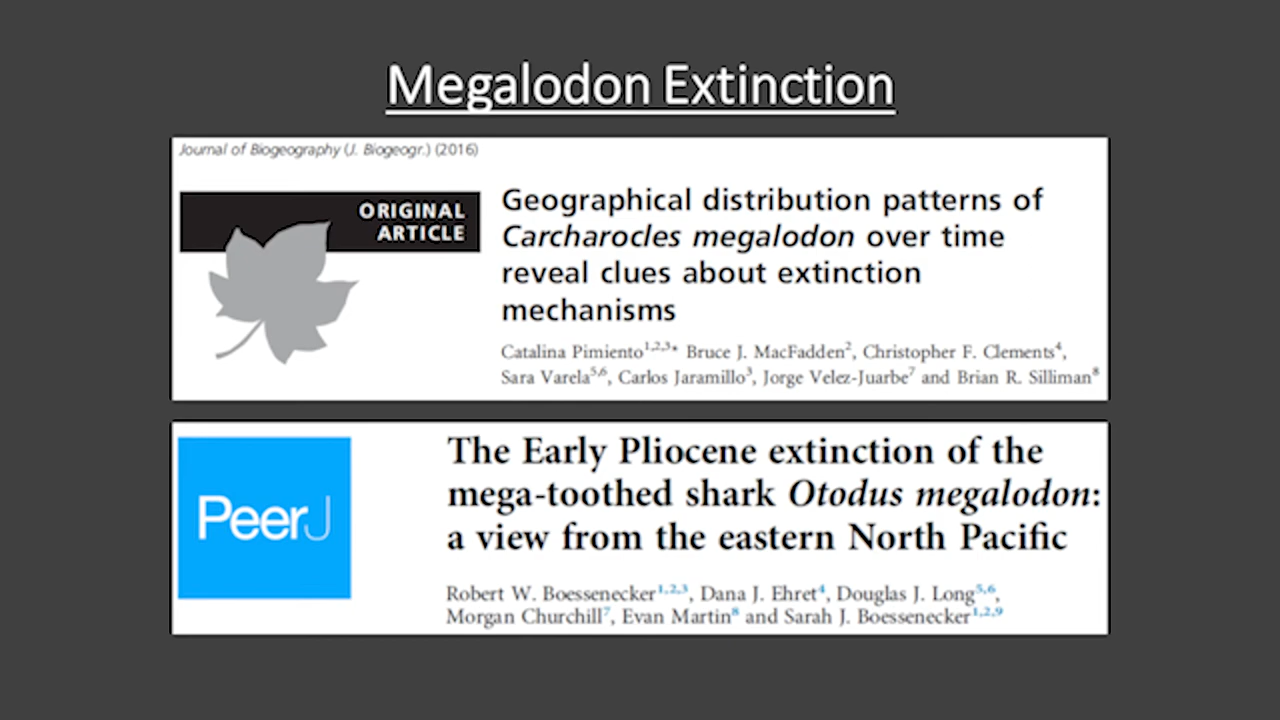 Megalodon Extinction
Journal of Biogeography (J. Biogeogr.) (2016)
ORIGINAL
ARTICLE
Geographical distribution patterns of
Carcharocles megalodon over time
reveal clues about extinction
mechanisms
Catalina Pimiento1,2,3* Bruce J. MacFadden2, Christopher F. Clements4,
Sara Varela5,6, Carlos Jaramillo3, Jorge Velez-Juarbe7 and Brian R. Silliman8
PeerJ
The Early Pliocene extinction of the
mega-toothed shark Otodus megalodon:
a view from the eastern North Pacific
Robert W. Boessenecker1,2,3, Dana J. Ehret4, Douglas J. Long5,6,
Morgan Churchill7, Evan Martin8 and Sarah J. Boessenecker1,2,9